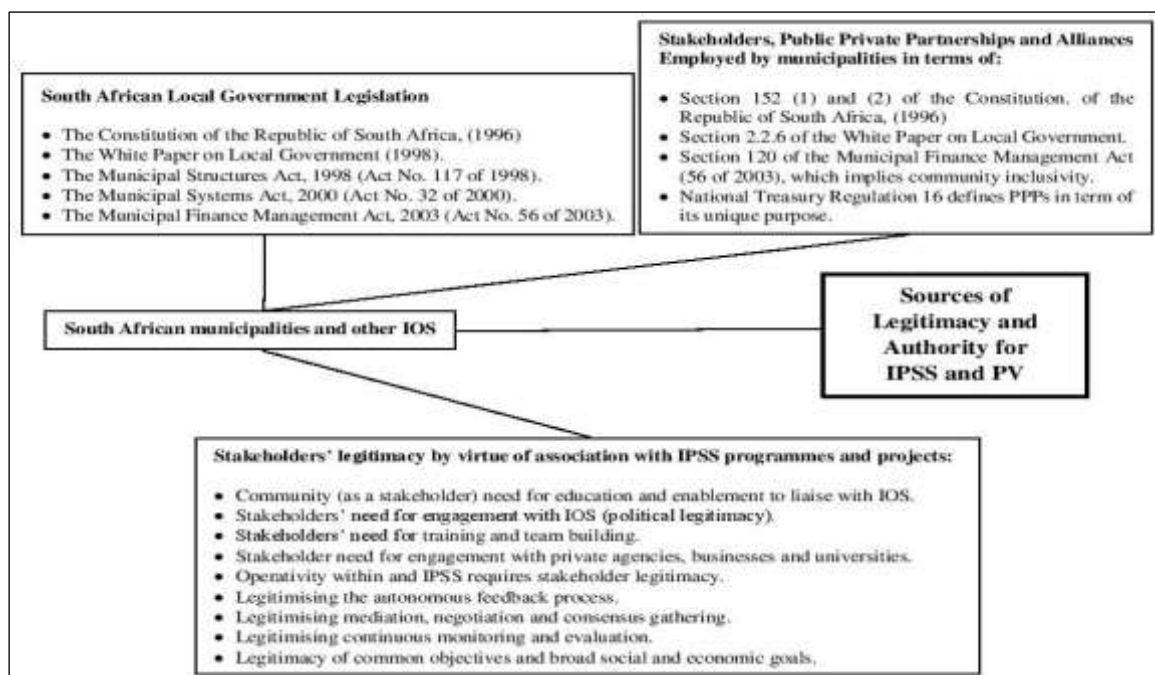 South African Local Government Legislation
• The Constitution of the Republic of South Africa, (1996)
• The White Paper on Local Government (1998).
• The Municipal Structures Act, 1998 (Act No. 117 of 1998).
• The Municipal Systems Act, 2000 (Act No. 32 of 2000).
• The Municipal Finance Management Act, 2003 (Act No. 56 of 2003).
Stakeholders, Public Private Partnerships and Alliances
Employed by municipalities in terms of:
• Section 152 (1) and (2) of the Constitution, of the
Republic of South Africa, (1996)
• Section 2.2.6 of the White Paper on Local Government.
• Section 120 of the Municipal Finance Management Act
(56 of 2003), which implies community inclusivity.
• National Treasury Regulation 16 defines PPPs in term of
its unique purpose.
South African municipalities and other IOS
Sources of
Legitimacy and
Authority for
IPSS and PV
Stakeholders' legitimacy by virtue of association with IPSS programmes and projects:
• Community (as a stakeholder) need for education and enablement to liaise with IOS.
• Stakeholders' need for engagement with IOS (political legitimacy).
• Stakeholders' need for training and team building.
• Stakeholder need for engagement with private agencies, businesses and universities.
• Operativity within and IPSS requires stakeholder legitimacy.
• Legitimising the autonomous feedback process.
• Legitimising mediation, negotiation and consensus gathering.
• Legitimising continuous monitoring and evaluation.
• Legitimacy of common objectives and broad social and economic goals.